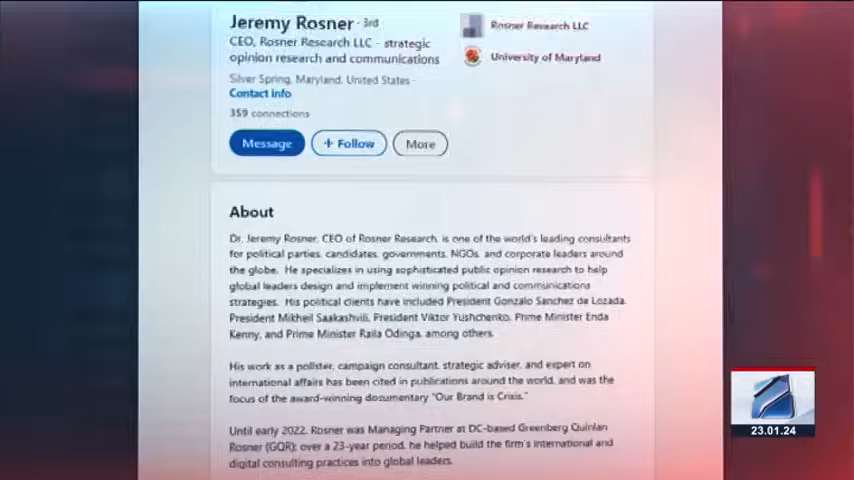 Jeremy Rosner · 3rd
CEO, Rosner Research LLC - strategic
opinion research and communications
Silver Spring, Maryland, United States ·
Contact info
359 connections
Message
+ Follow
More
Rosner Research LLC
University of Maryland
About
Dr. Jeremy Rosner, CEO of Rosner Research, is one of the world's leading consultants
for political parties, candidates, governments, NGOs, and corporate leaders around
the globe. He specializes in using sophisticated public opinion research to help
global leaders design and implement winning political and communications
strategies. His political clients have included President Gonzalo Sanchez de Lozada,
President Mikheil Saakashvili, President Viktor Yushchenko, Prime Minister Enda
Kenny, and Prime Minister Raila Odinga, among others.
His work as a pollster, campaign consultant, strategic adviser, and expert on
international affairs has been cited in publications around the world, and was the
focus of the award-winning documentary "Our Brand is Crisis."
Until early 2022, Rosner was Managing Partner at DC-based Greenberg Quinlan
Rosner (GQR); over a 23-year period, he helped build the firm's international and
digital consulting practices into global leaders.
23.01.24